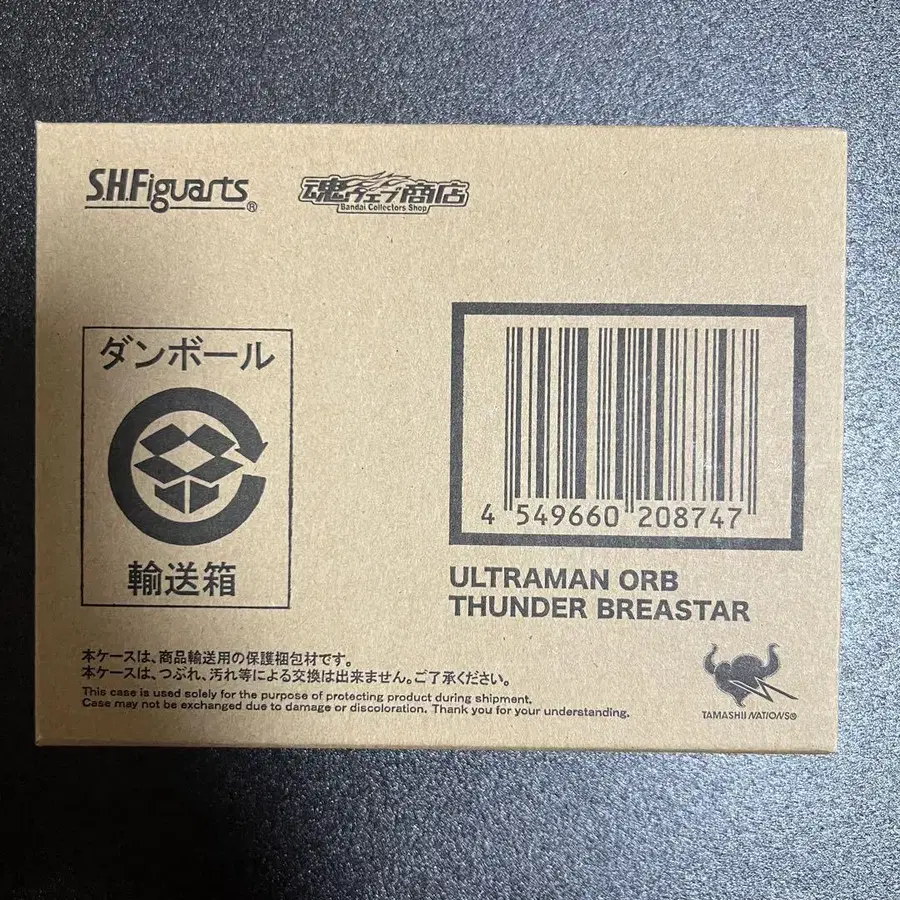 S.H.Figuarts®
魂ウェブ商店
Bandai Collectors Shop
ダンボール
輸送箱
4 549660 208747
ULTRAMAN ORB
THUNDER BREASTAR
本ケースは、商品輸送用の保護梱包材です。
本ケースは、つぶれ、汚れ等による交換は出来ません。ご了承ください。
This case is used solely for the purpose of protecting product during shipment.
Case may not be exchanged due to damage or discoloration. Thank you for your understanding.
TAMASHII NATIONS®